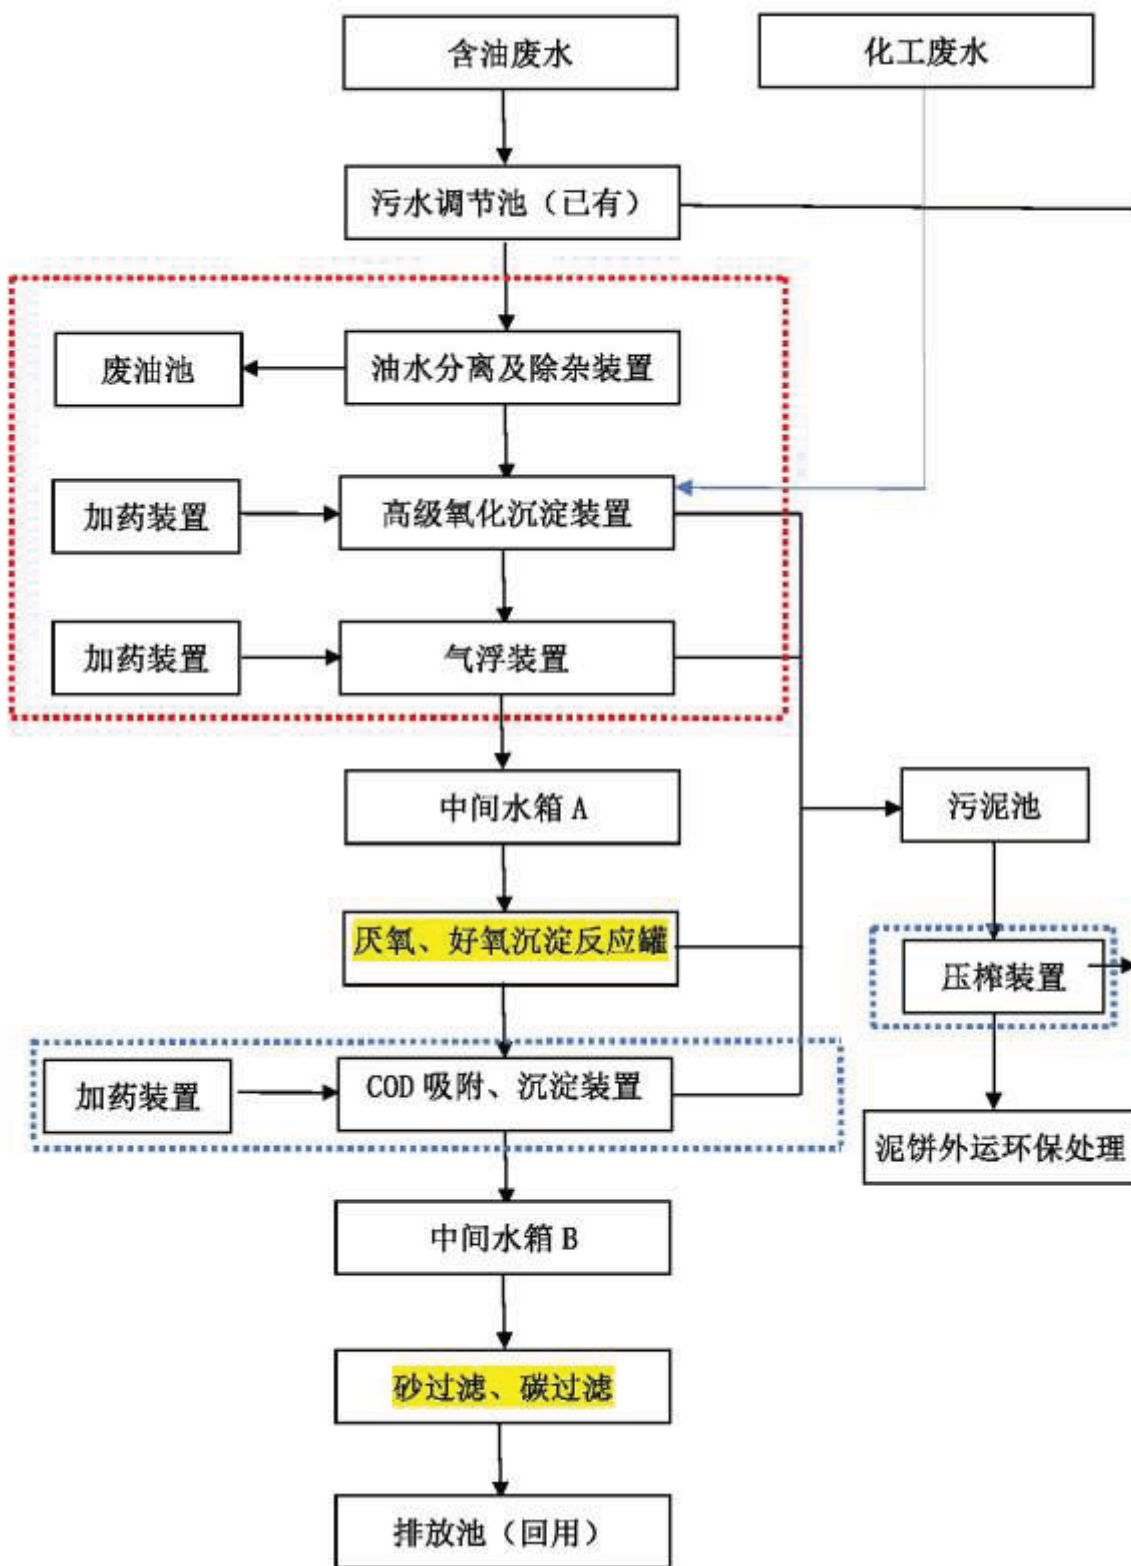 含油废水
化工废水
污水调节池（已有）
废油池
油水分离及除杂装置
加药装置
高级氧化沉淀装置
加药装置
气浮装置
中间水箱 A
污泥池
厌氧、好氧沉淀反应罐
压榨装置
加药装置
COD 吸附、沉淀装置
泥饼外运环保处理
中间水箱 B
砂过滤、碳过滤
排放池（回用）